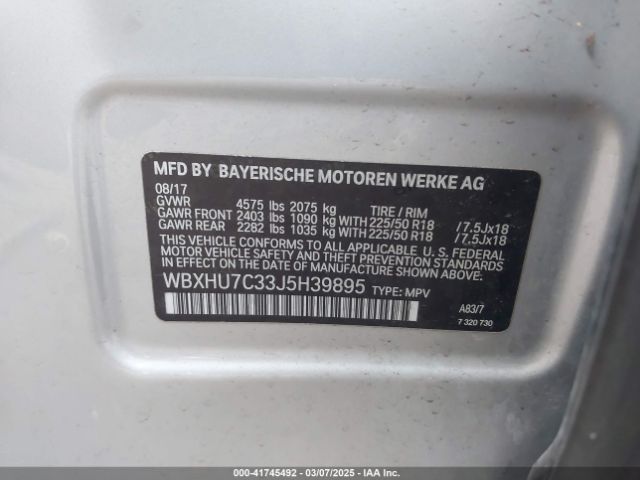 MFD BY BAYERISCHE MOTOREN WERKE AG
08/17
GVWR 4575 lbs 2075 kg TIRE / RIM
GAWR FRONT 2403 lbs 1090 kg WITH 225/50 R18 /7.5Jx18
GAWR REAR 2282 lbs 1035 kg WITH 225/50 R18 /7.5Jx18
THIS VEHICLE CONFORMS TO ALL APPLICABLE U. S. FEDERAL
MOTOR VEHICLE SAFETY AND THEFT PREVENTION
STANDARDS IN EFFECT ON THE DATE OF MANUFACTURE
SHOWN ABOVE.
WBXHU7C33J5H39895 TYPE: MPV
A83/7
7 320 730
000-41745492 - 03/07/2025 - IAA Inc.